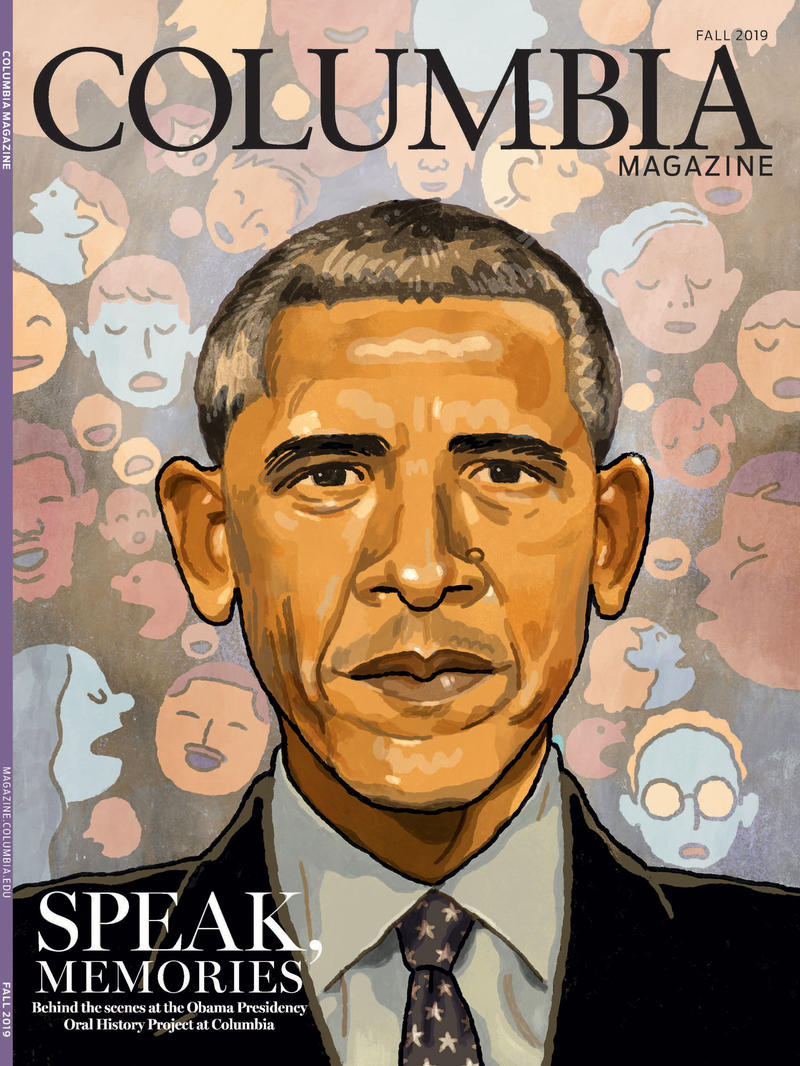 FALL 2019
COLUMBIA
MAGAZINE
COLUMBIA MAGAZINE
MAGAZINE.COLUMBIA.EDU
FALL 2019
SPEAK,
MEMORIES
Behind the scenes at the Obama Presidency
Oral History Project at Columbia